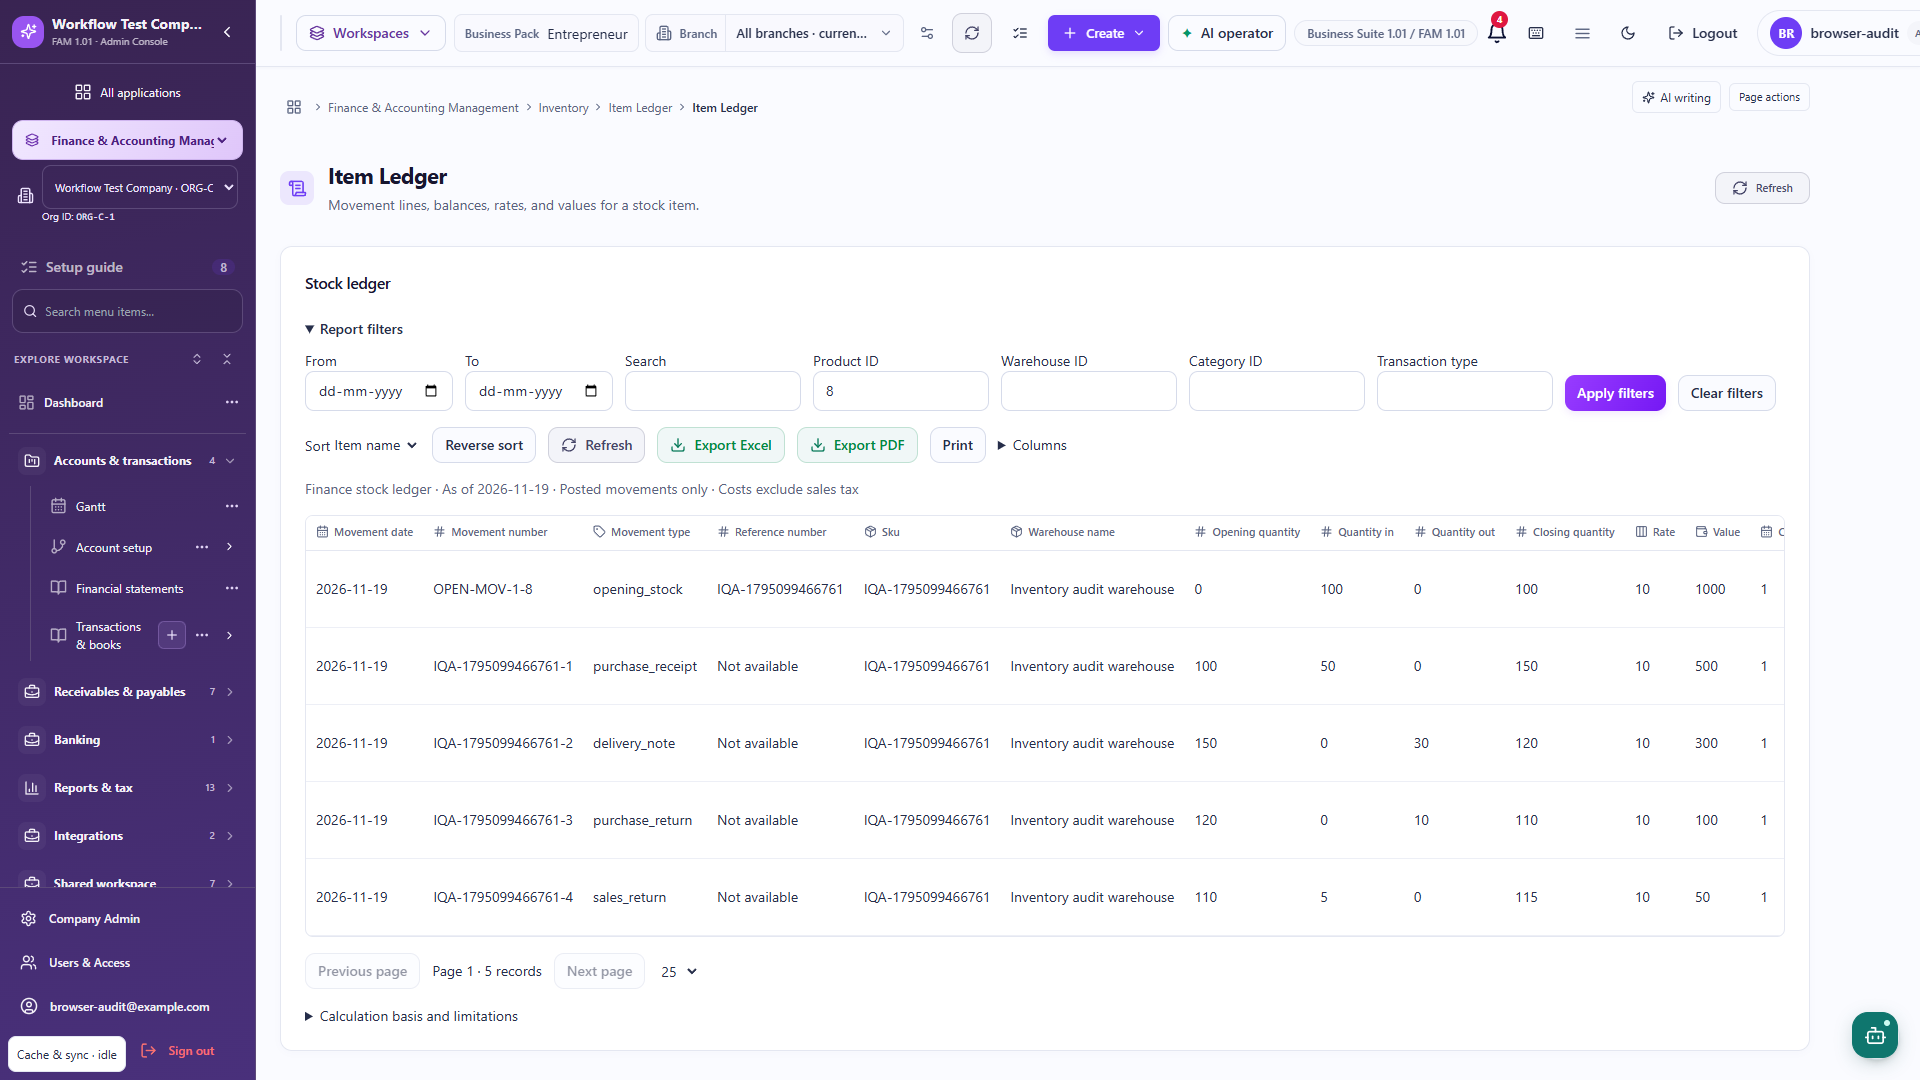 Workflow Test Comp...
FAM 1.01 · Admin Console
All applications
Finance & Accounting Manag
Workflow Test Company · ORG-C
Org ID: ORG-C-1
Setup guide 8
Search menu items...
EXPLORE WORKSPACE
Dashboard
Accounts & transactions 4
Gantt
Account setup
Financial statements
Transactions
& books
Receivables & payables 7
Banking 1
Reports & tax 13
Integrations 2
Shared workspace 7
Company Admin
Users & Access
browser-audit@example.com
Cache & sync · idle
Sign out
Workspaces
Business Pack Entrepreneur
Branch All branches · curren...
Create
AI operator
Business Suite 1.01 / FAM 1.01
4
Logout
BR browser-audit
Finance & Accounting Management > Inventory > Item Ledger > Item Ledger
AI writing
Page actions
Item Ledger
Movement lines, balances, rates, and values for a stock item.
Refresh
Stock ledger
Report filters
From To Search Product ID Warehouse ID Category ID Transaction type
dd-mm-yyyy dd-mm-yyyy 8 Apply filters Clear filters
Sort Item name Reverse sort Refresh Export Excel Export PDF Print Columns
Finance stock ledger · As of 2026-11-19 · Posted movements only · Costs exclude sales tax
Movement date # Movement number Movement type # Reference number Sku Warehouse name # Opening quantity # Quantity in # Quantity out # Closing quantity Rate Value
2026-11-19 OPEN-MOV-1-8 opening_stock IQA-1795099466761 IQA-1795099466761 Inventory audit warehouse 0 100 0 100 10 1000 1
2026-11-19 IQA-1795099466761-1 purchase_receipt Not available IQA-1795099466761 Inventory audit warehouse 100 50 0 150 10 500 1
2026-11-19 IQA-1795099466761-2 delivery_note Not available IQA-1795099466761 Inventory audit warehouse 150 0 30 120 10 300 1
2026-11-19 IQA-1795099466761-3 purchase_return Not available IQA-1795099466761 Inventory audit warehouse 120 0 10 110 10 100 1
2026-11-19 IQA-1795099466761-4 sales_return Not available IQA-1795099466761 Inventory audit warehouse 110 5 0 115 10 50 1
Previous page Page 1 · 5 records Next page 25
Calculation basis and limitations